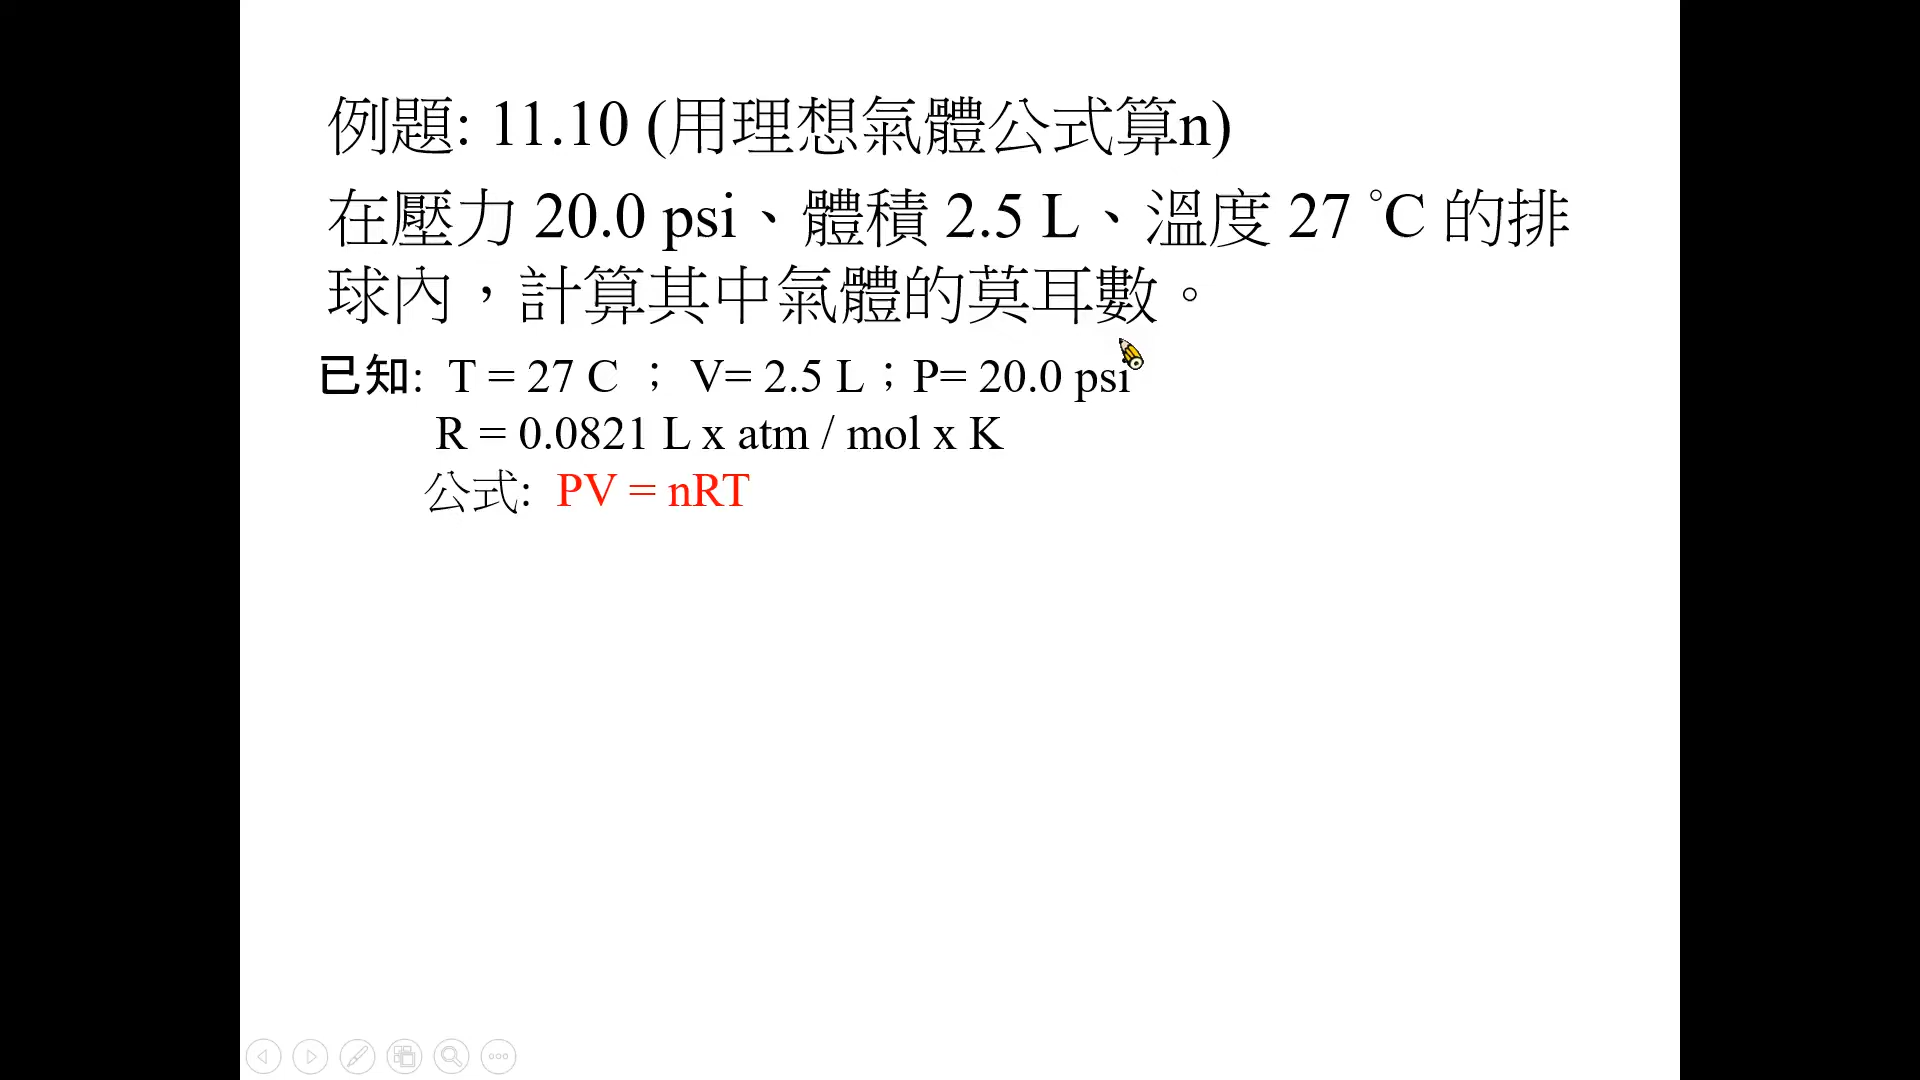 例題: 11.10 (用理想氣體公式算n)
在壓力 20.0 psi、體積 2.5 L、溫度 27 °C 的排
球內，計算其中氣體的莫耳數。
已知: T = 27 C ； V= 2.5 L；P= 20.0 psi
R = 0.0821 L x atm / mol x K
公式: PV = nRT